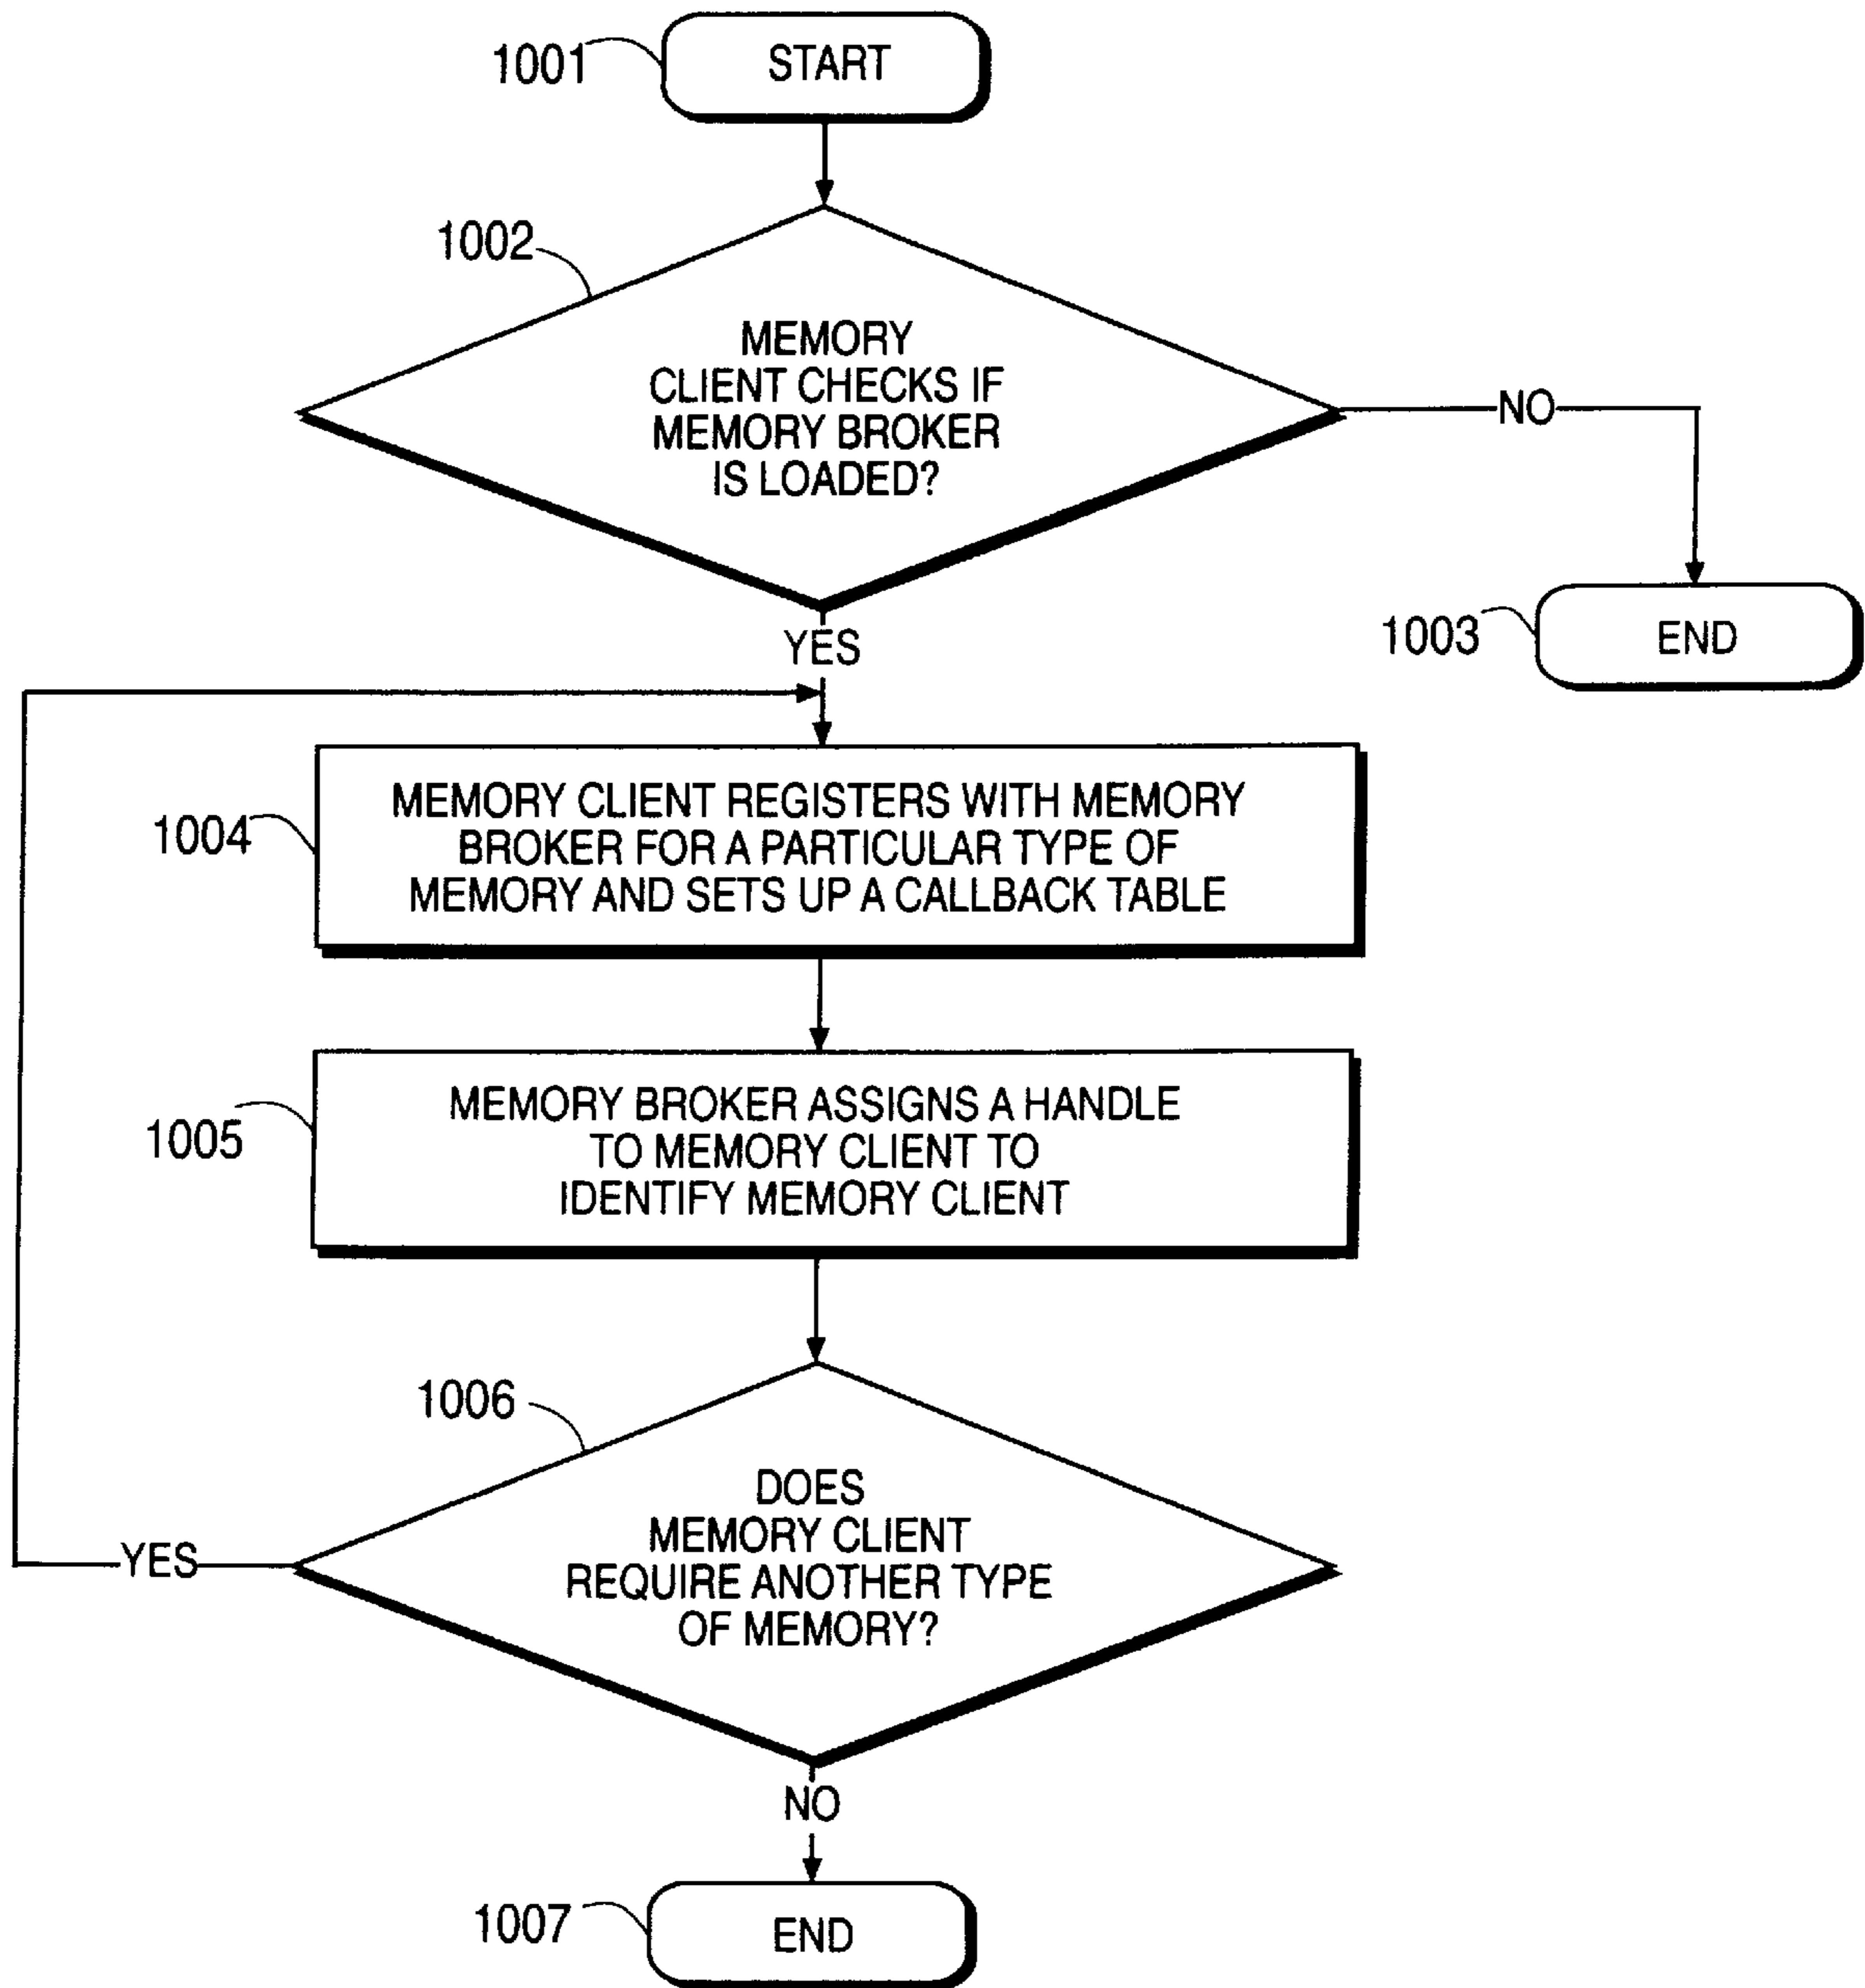 1001
START
1002
MEMORY
CLIENT CHECKS IF
MEMORY BROKER
IS LOADED?
NO
1003
END
YES
1004
MEMORY CLIENT REGISTERS WITH MEMORY
BROKER FOR A PARTICULAR TYPE OF
MEMORY AND SETS UP A CALLBACK TABLE
1005
MEMORY BROKER ASSIGNS A HANDLE
TO MEMORY CLIENT TO
IDENTIFY MEMORY CLIENT
1006
DOES
MEMORY CLIENT
REQUIRE ANOTHER TYPE
OF MEMORY?
YES
NO
1007
END